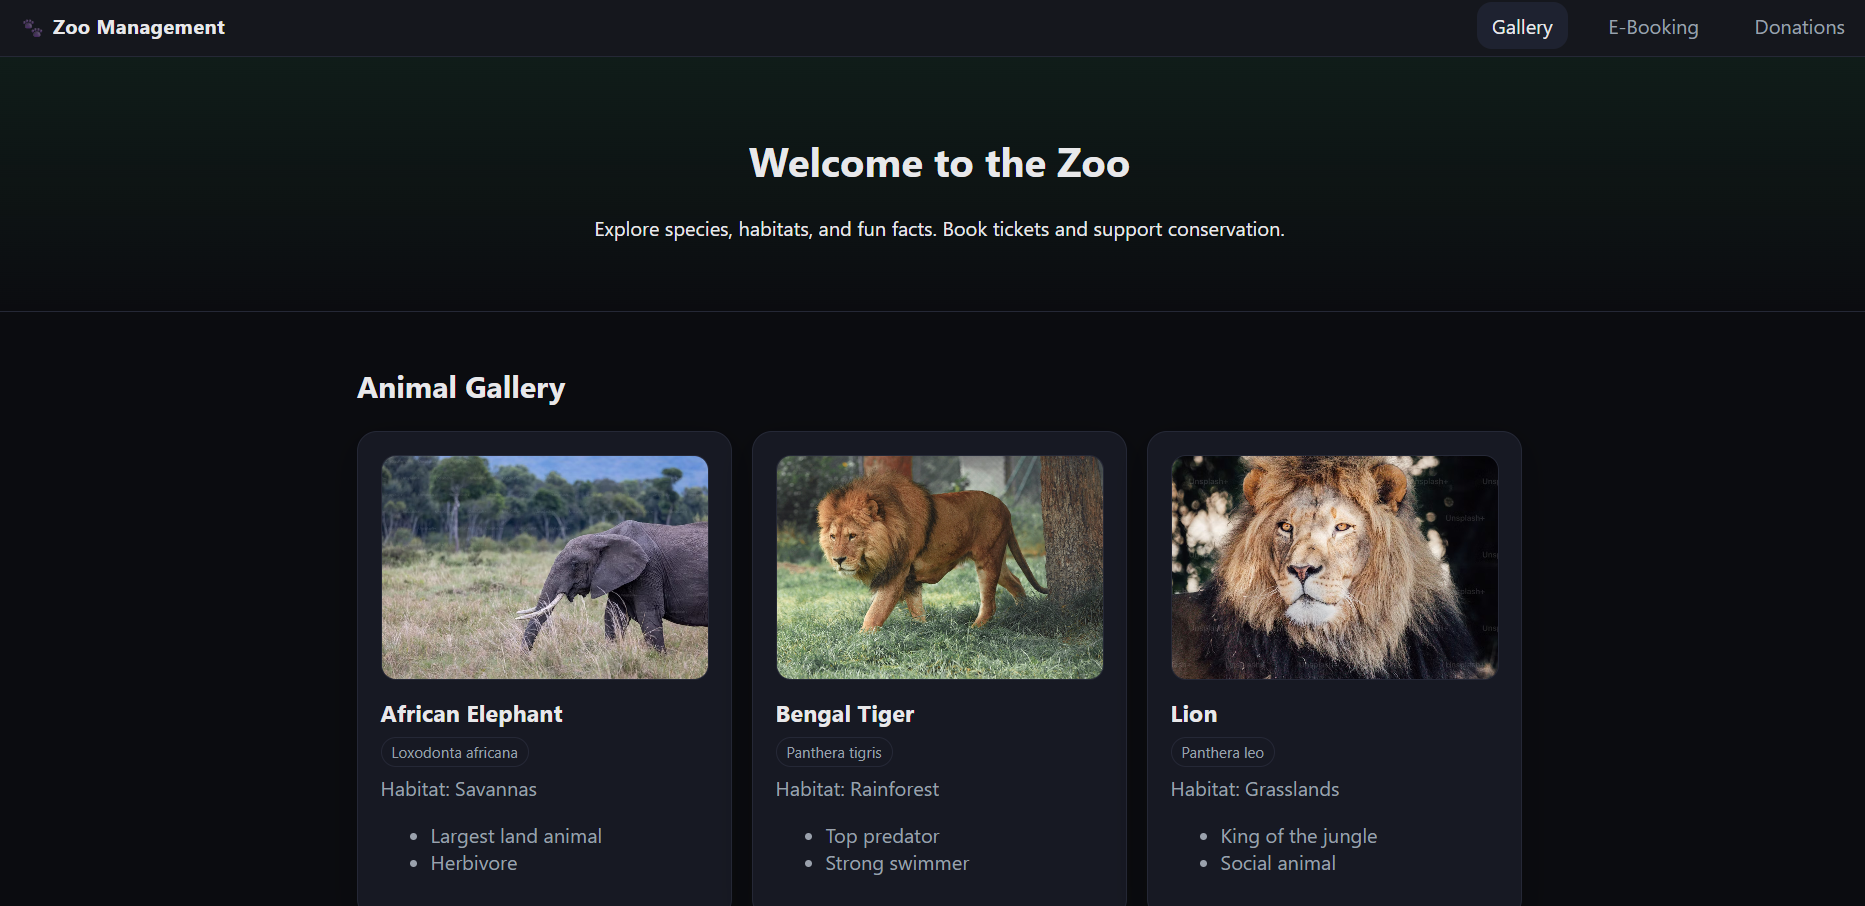 Zoo Management
Gallery
E-Booking
Donations
Welcome to the Zoo
Explore species, habitats, and fun facts. Book tickets and support conservation.
Animal Gallery
Unsplash+
Unsplash+
African Elephant
Loxodonta africana
Habitat: Savannas
Largest land animal
Herbivore
Bengal Tiger
Panthera tigris
Habitat: Rainforest
Top predator
Strong swimmer
Lion
Panthera leo
Habitat: Grasslands
King of the jungle
Social animal